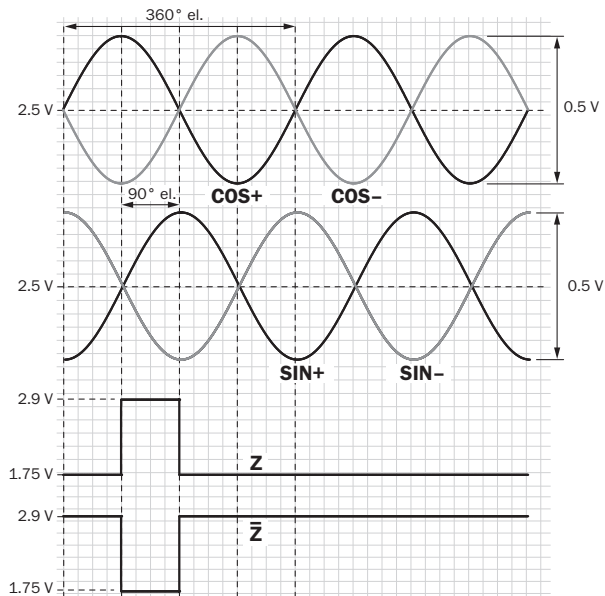 360° el.
2.5 V
0.5 V
COS+ COS–
90° el.
2.5 V
0.5 V
SIN+ SIN–
2.9 V
Z
1.75 V
2.9 V
Z̅
1.75 V